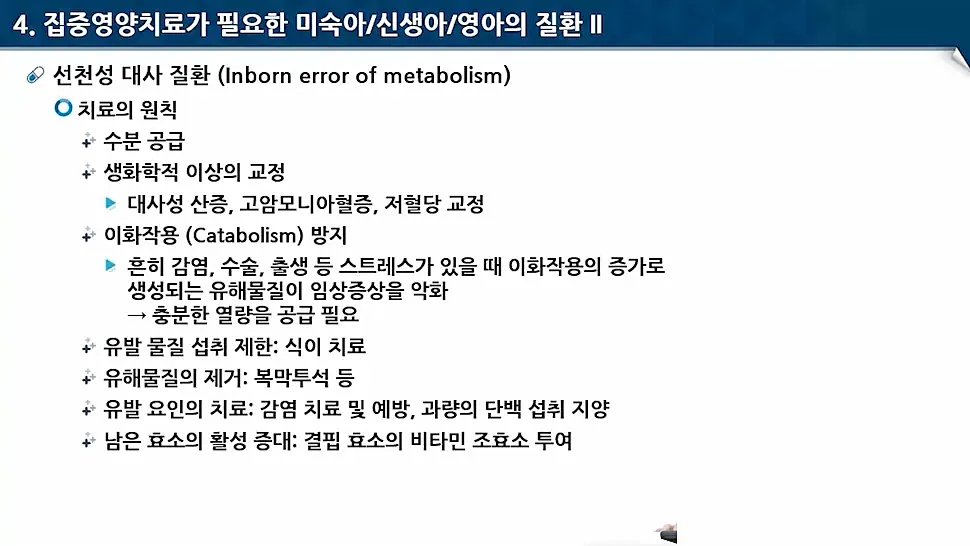 4. 집중영양치료가 필요한 미숙아/신생아/영아의 질환 II
선천성 대사 질환 (Inborn error of metabolism)
치료의 원칙
수분 공급
생화학적 이상의 교정
대사성 산증, 고암모니아혈증, 저혈당 교정
이화작용 (Catabolism) 방지
흔히 감염, 수술, 출생 등 스트레스가 있을 때 이화작용의 증가로
생성되는 유해물질이 임상증상을 악화
→ 충분한 열량을 공급 필요
유발 물질 섭취 제한: 식이 치료
유해물질의 제거: 복막투석 등
유발 요인의 치료: 감염 치료 및 예방, 과량의 단백 섭취 지양
남은 효소의 활성 증대: 결핍 효소의 비타민 조효소 투여